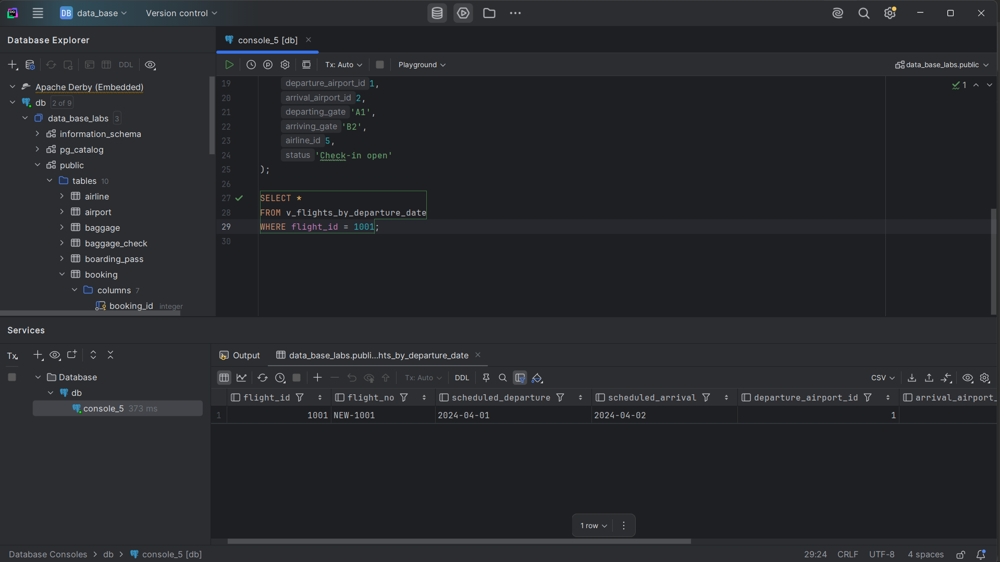 DB data_base Version control
Database Explorer
console_5 [db]
DDL
Tx: Auto Playground data_base_labs.public
Apache Derby (Embedded)
db 2 of 9
data_base_labs 3
information_schema
pg_catalog
public
tables 10
airline
airport
baggage
baggage_check
boarding_pass
booking
columns 7
booking_id integer
19 departure_airport_id 1,
20 arrival_airport_id 2,
21 departing_gate 'A1',
22 arriving_gate 'B2',
23 airline_id 5,
24 status 'Check-in open'
25 );
26
27 SELECT *
28 FROM v_flights_by_departure_date
29 WHERE flight_id = 1001;
30
1
Services
Tx
Database
db
console_5 373 ms
Output data_base_labs.publi...hts_by_departure_date
Tx: Auto DDL CSV
flight_id flight_no scheduled_departure scheduled_arrival departure_airport_id arrival_airport_
1 1001 NEW-1001 2024-04-01 2024-04-02 1
1 row
Database Consoles > db > console_5 [db]
29:24 CRLF UTF-8 4 spaces